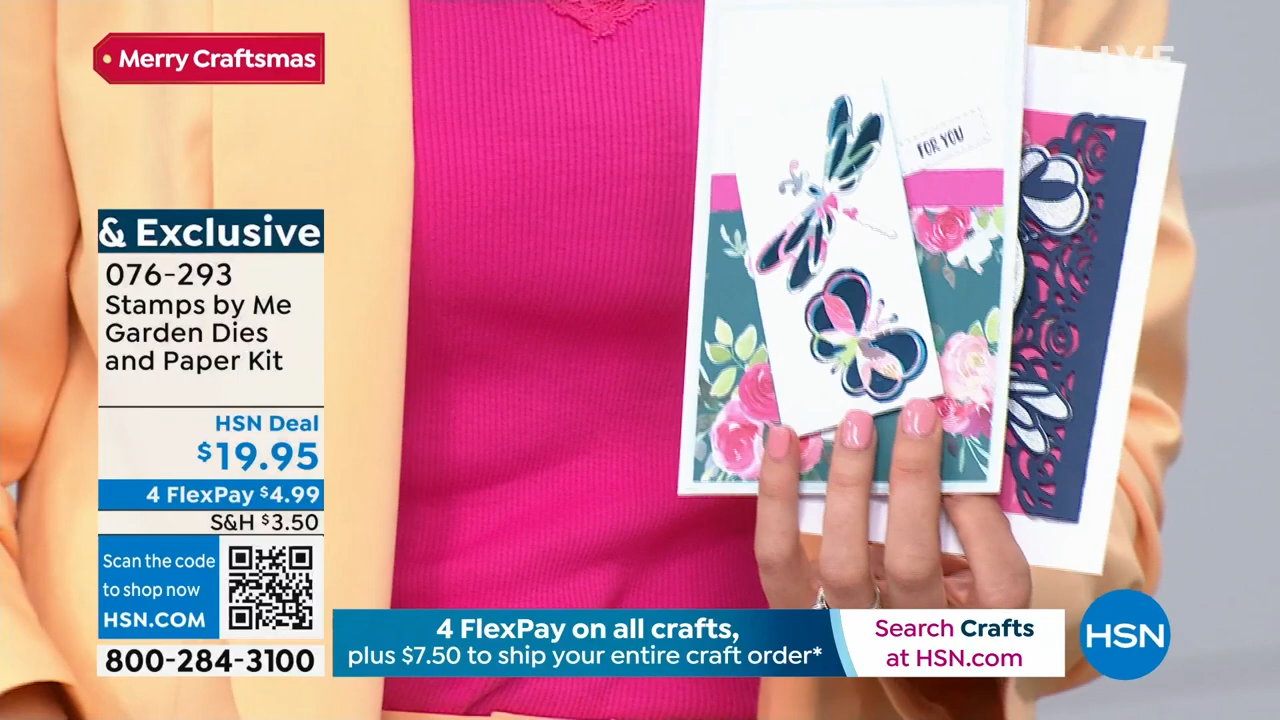 Merry Craftsmas
LIVE
FOR YOU
& Exclusive
076-293
Stamps by Me
Garden Dies
and Paper Kit
HSN Deal
$19.95
4 FlexPay $4.99
S&H $3.50
Scan the code
to shop now
HSN.COM
800-284-3100
4 FlexPay on all crafts,
plus $7.50 to ship your entire craft order*
Search Crafts
at HSN.com
HSN